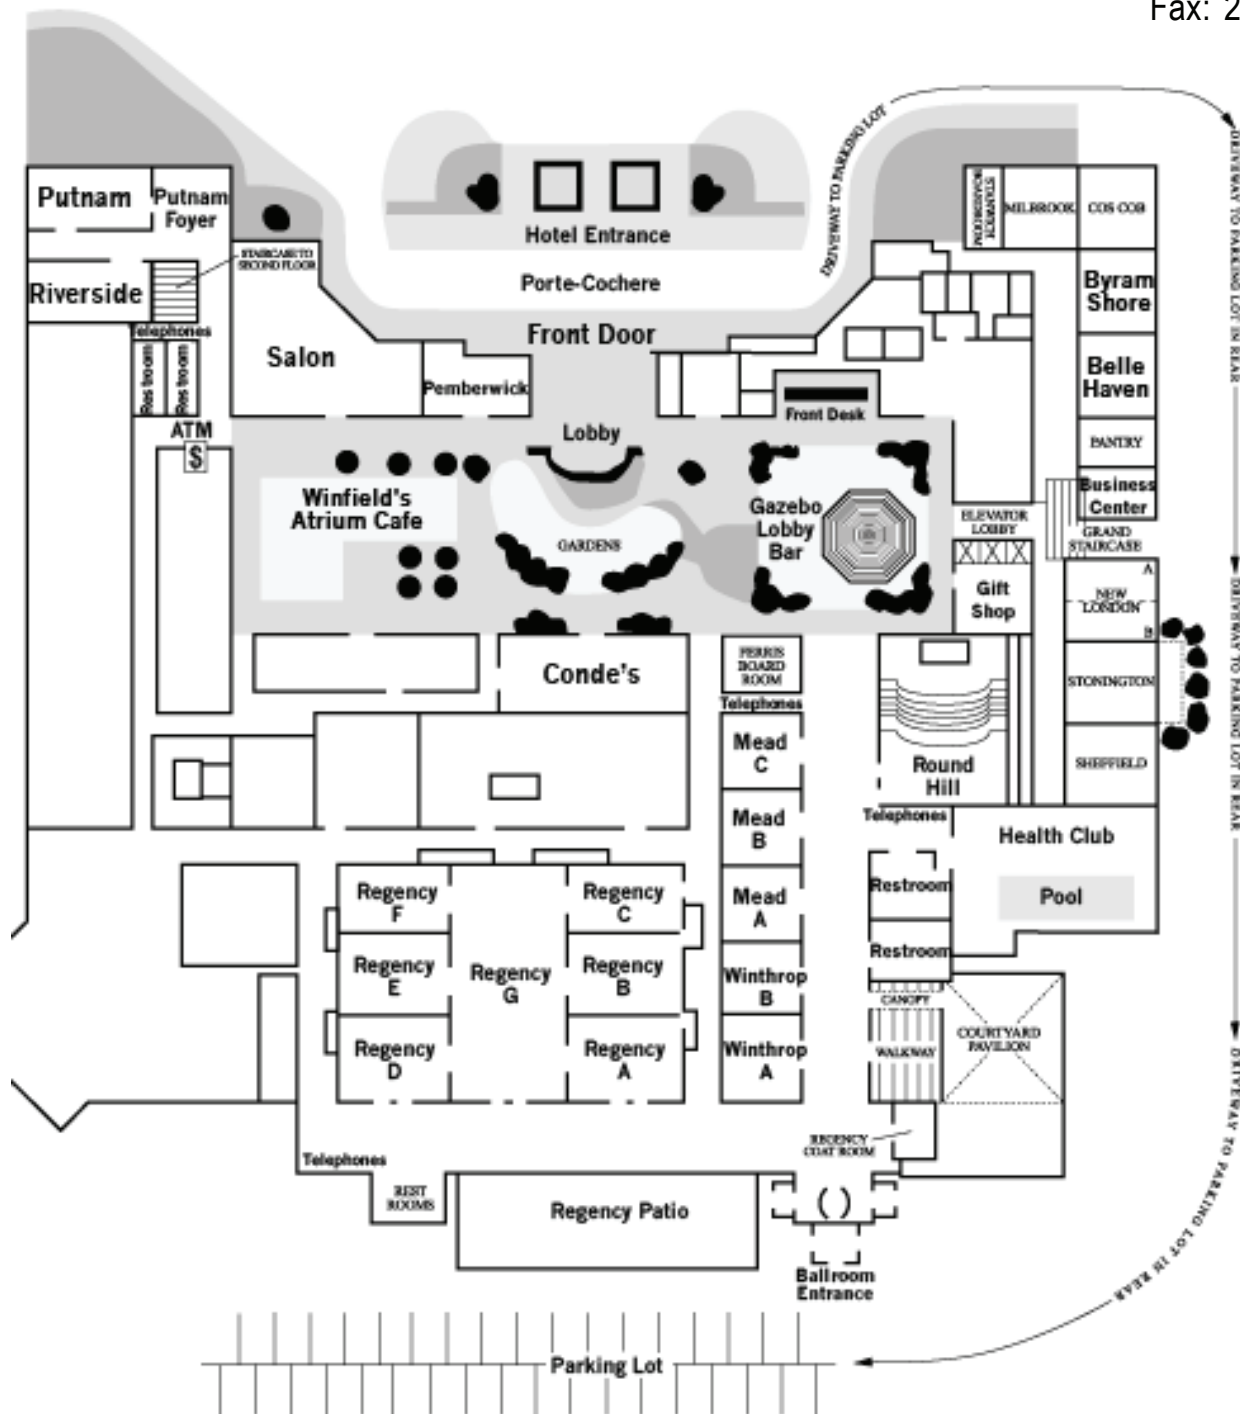 Fax: 2
DRIVEWAY TO PARKING LOT
DRIVEWAY TO PARKING LOT IN REAR
Putnam
Putnam
Foyer
STAIRCASE TO
SECOND FLOOR
Riverside
Telephones
Restroom
Restroom
ATM
$
Hotel Entrance
Porte-Cochere
Front Door
Salon
Pemberwick
Lobby
Front Desk
STANWICH
BOARDROOM
MILBROOK
COS COB
Byram
Shore
Belle
Haven
PANTRY
Business
Center
Winfield's
Atrium Cafe
GARDENS
Gazebo
Lobby
Bar
ELEVATOR
LOBBY
GRAND
STAIRCASE
Gift
Shop
A
NEW
LONDON
B
DRIVEWAY TO PARKING LOT IN REAR
Conde's
FERRIS
BOARD
ROOM
Telephones
STONINGTON
SHEFFIELD
Mead
C
Round
Hill
Telephones
Mead
B
Health Club
Pool
Regency
F
Regency
C
Mead
A
Restroom
Restroom
Regency
E
Regency
G
Regency
B
Winthrop
B
CANOPY
WALKWAY
COURTYARD
PAVILION
Regency
D
Regency
A
Winthrop
A
REGENCY
COAT ROOM
Telephones
REST
ROOMS
Regency Patio
( )
Ballroom
Entrance
DRIVEWAY TO PARKING LOT IN REAR
Parking Lot